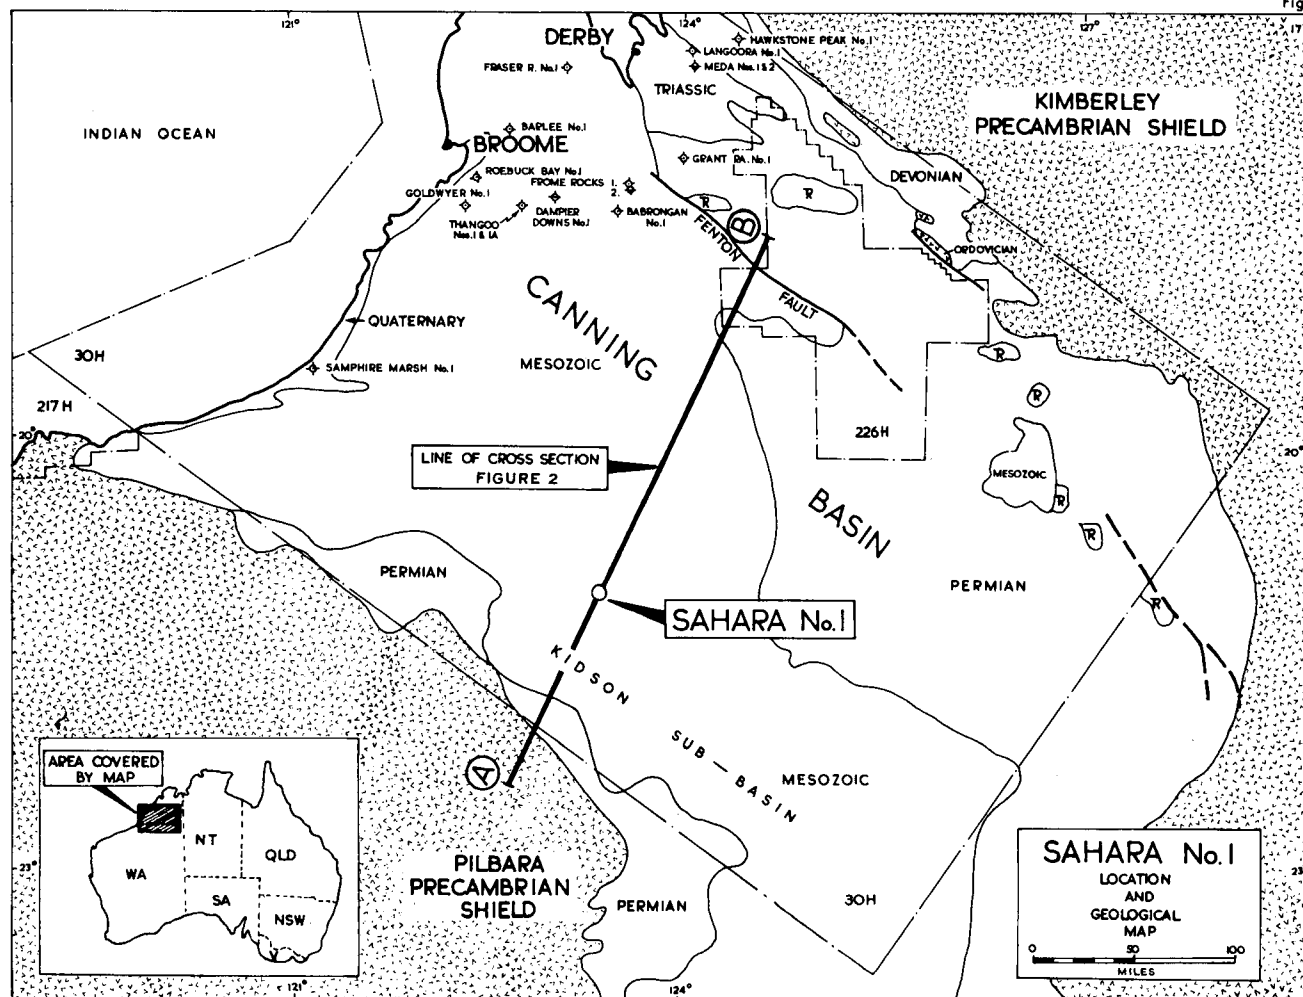 Fig
121°
124°
127°
17
DERBY
HAWKSTONE PEAK No.1
LANGOORA No.1
FRASER R. No.1
MEDA Nos.1 & 2
TRIASSIC
KIMBERLEY
PRECAMBRIAN SHIELD
INDIAN OCEAN
BARLEE No.1
BROOME
GRANT RA. No.1
ROEBUCK BAY No.1
FROME ROCKS 1.
2.
DEVONIAN
GOLDWYER No.1
R
R
THANGOO
Nos.1 & 1A
DAMPIER
DOWNS No.1
BABRONGAN
No.1
B
FENTON
FAULT
ORDOVICIAN
CANNING
QUATERNARY
30H
MESOZOIC
SAMPHIRE MARSH No.1
R
217 H
R
20°
226H
20°
LINE OF CROSS SECTION
FIGURE 2
MESOZOIC
BASIN
R
R
PERMIAN
PERMIAN
R
SAHARA No.1
KIDSON
SUB-BASIN
MESOZOIC
A
AREA COVERED
BY MAP
NT
QLD
WA
SA
NSW
V
PILBARA
PRECAMBRIAN
SHIELD
23°
23
PERMIAN
30H
SAHARA No.1
LOCATION
AND
GEOLOGICAL
MAP
0 50 100
MILES
121°
124°